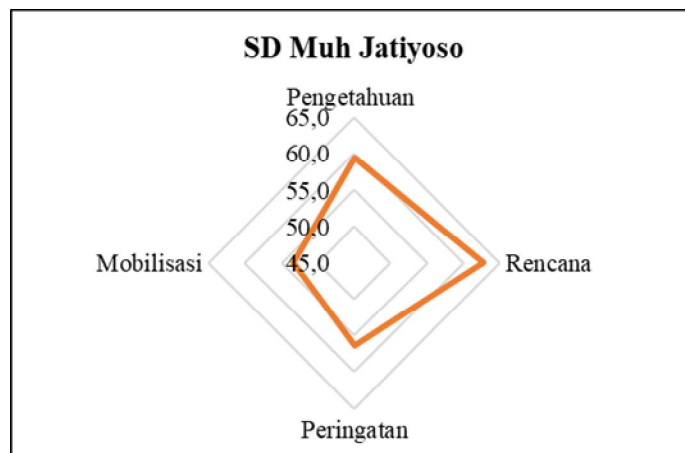 SD Muh Jatiyoso
Pengetahuan
65,0
60,0
55,0
50,0
Mobilisasi
45,0
Rencana
Peringatan